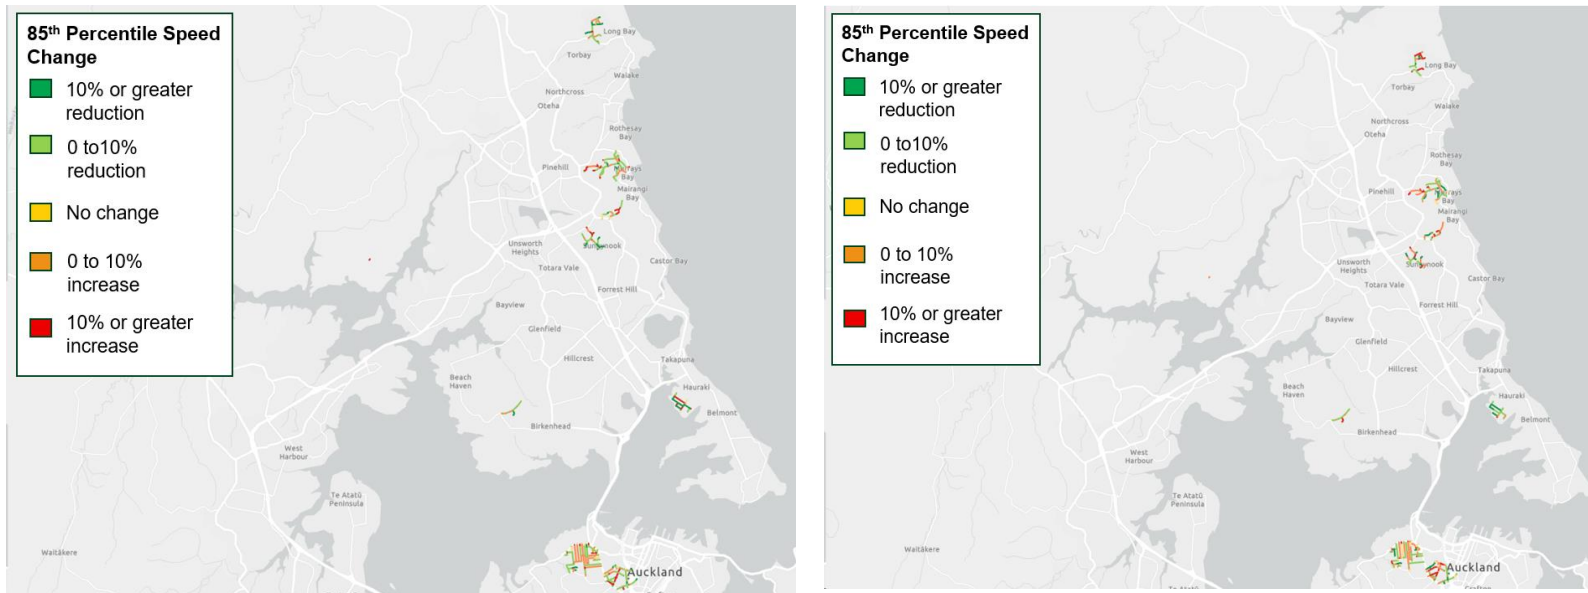 85th Percentile Speed
Change
10% or greater
reduction
0 to10%
reduction
No change
0 to 10%
increase
10% or greater
increase
Long Bay
Torbay
Waiake
Northcross
Oteha
Rothesay
Bay
Pinehill
Bay
Mairangi
Bay
Unsworth
Heights
Totara Vale
Castor Bay
Forrest Hill
Bayview
Glenfield
Hillcrest
Takapuna
Beach
Haven
Hauraki
Belmont
Birkenhead
West
Harbour
Te Atatū
Peninsula
Waitākere
Auckland
85th Percentile Speed
Change
10% or greater
reduction
0 to10%
reduction
No change
0 to 10%
increase
10% or greater
increase
Long Bay
Torbay
Waiake
Northcross
Oteha
Rothesay
Bay
Pinehill
Bay
Mairangi
Bay
Unsworth
Heights
Totara Vale
Castor Bay
Forrest Hill
Bayview
Glenfield
Hillcrest
Takapuna
Beach
Haven
Hauraki
Belmont
Birkenhead
West
Harbour
Te Atatū
Peninsula
Waitākere
Auckland